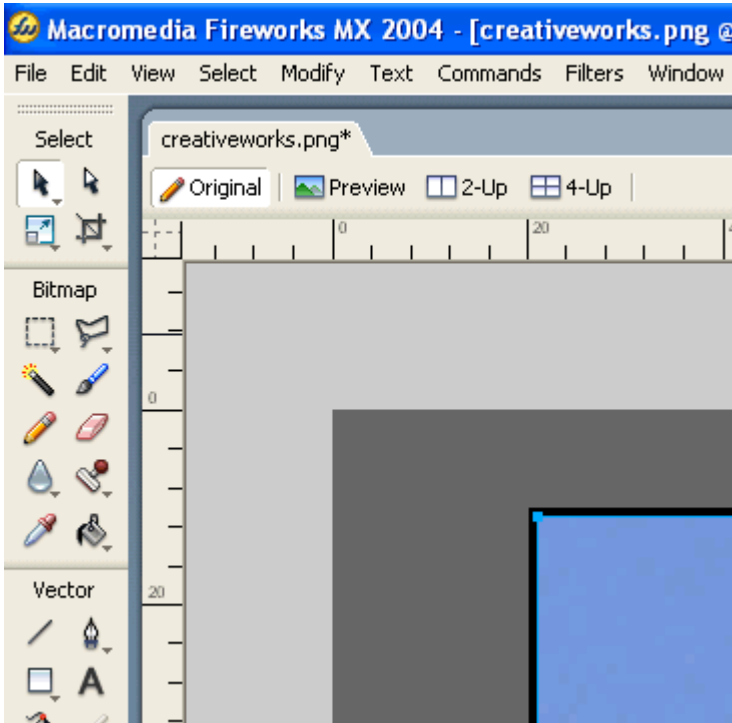 Macromedia Fireworks MX 2004 - [creativeworks.png @
File Edit View Select Modify Text Commands Filters Window
Select
creativeworks.png*
Original Preview 2-Up 4-Up
0 20
Bitmap
0
Vector
20
A